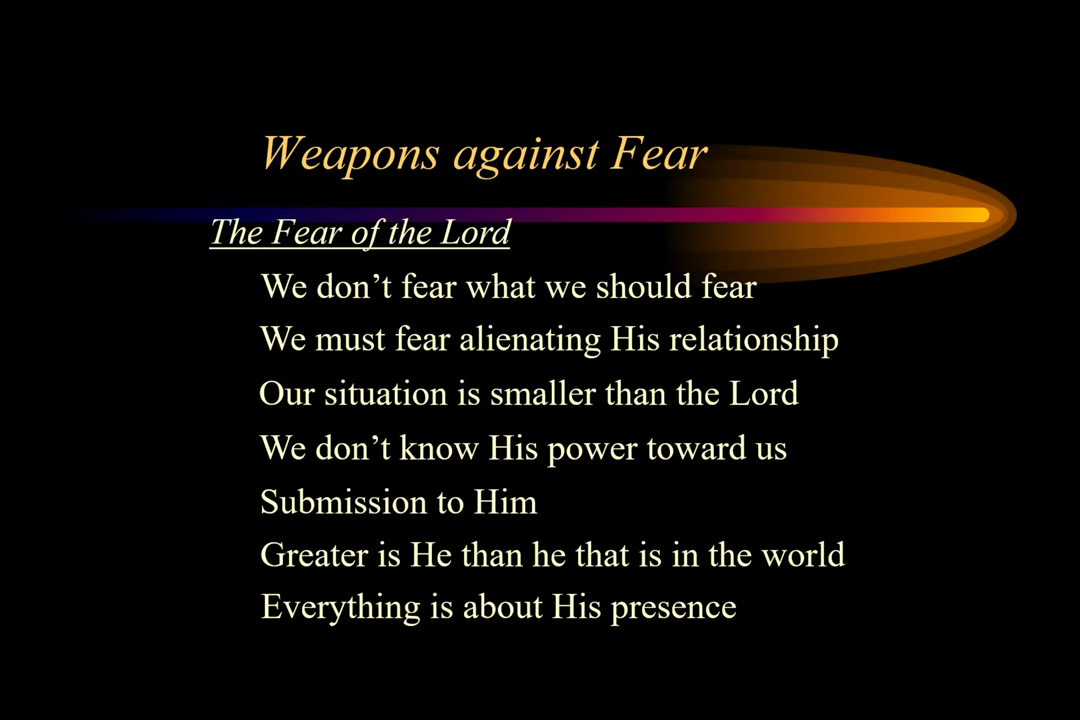 Weapons against Fear
The Fear of the Lord
We don’t fear what we should fear
We must fear alienating His relationship
Our situation is smaller than the Lord
We don’t know His power toward us
Submission to Him
Greater is He than he that is in the world
Everything is about His presence